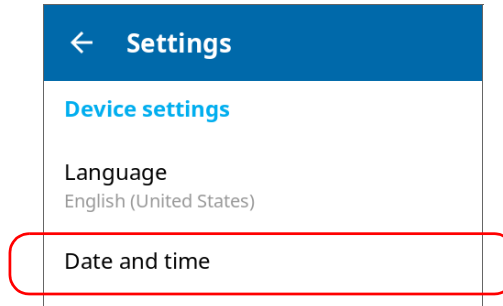 Settings
Device settings
Language
English (United States)
Date and time